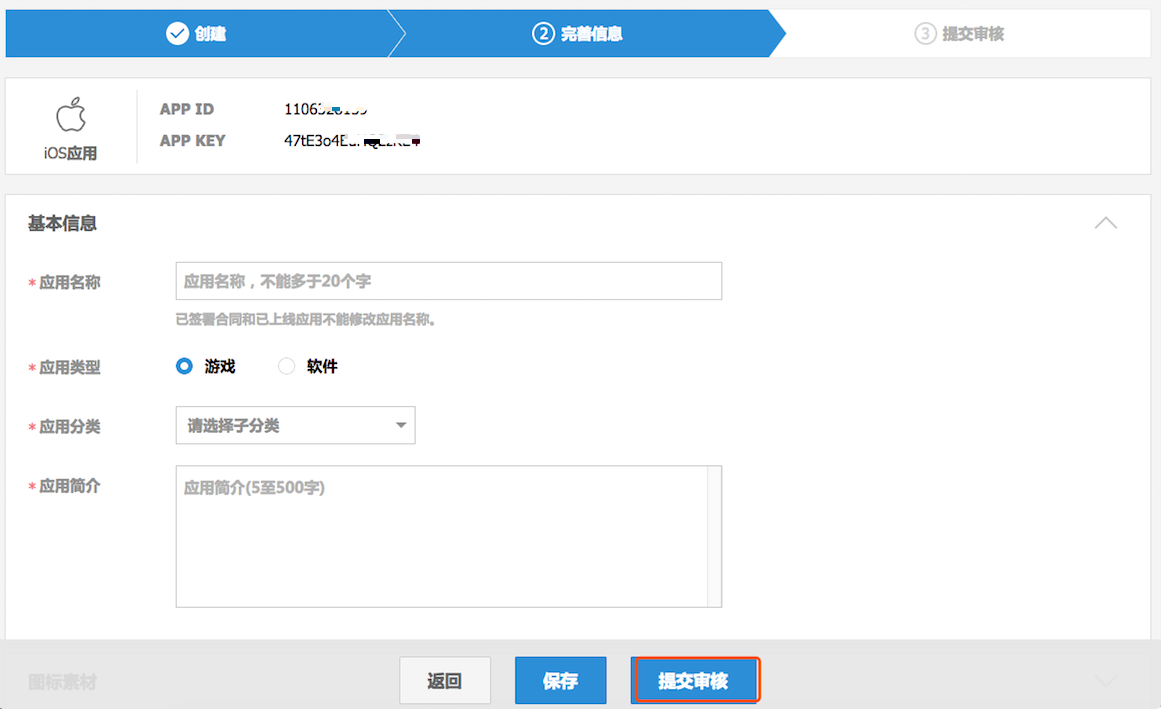 创建
2 完善信息
3 提交审核
APP ID
APP KEY
iOS应用
基本信息
*应用名称
应用名称，不能多于20个字
已签署合同和已上线应用不能修改应用名称。
*应用类型 游戏 软件
*应用分类 请选择子分类
*应用简介
应用简介(5至500字)
图标素材
返回 保存 提交审核